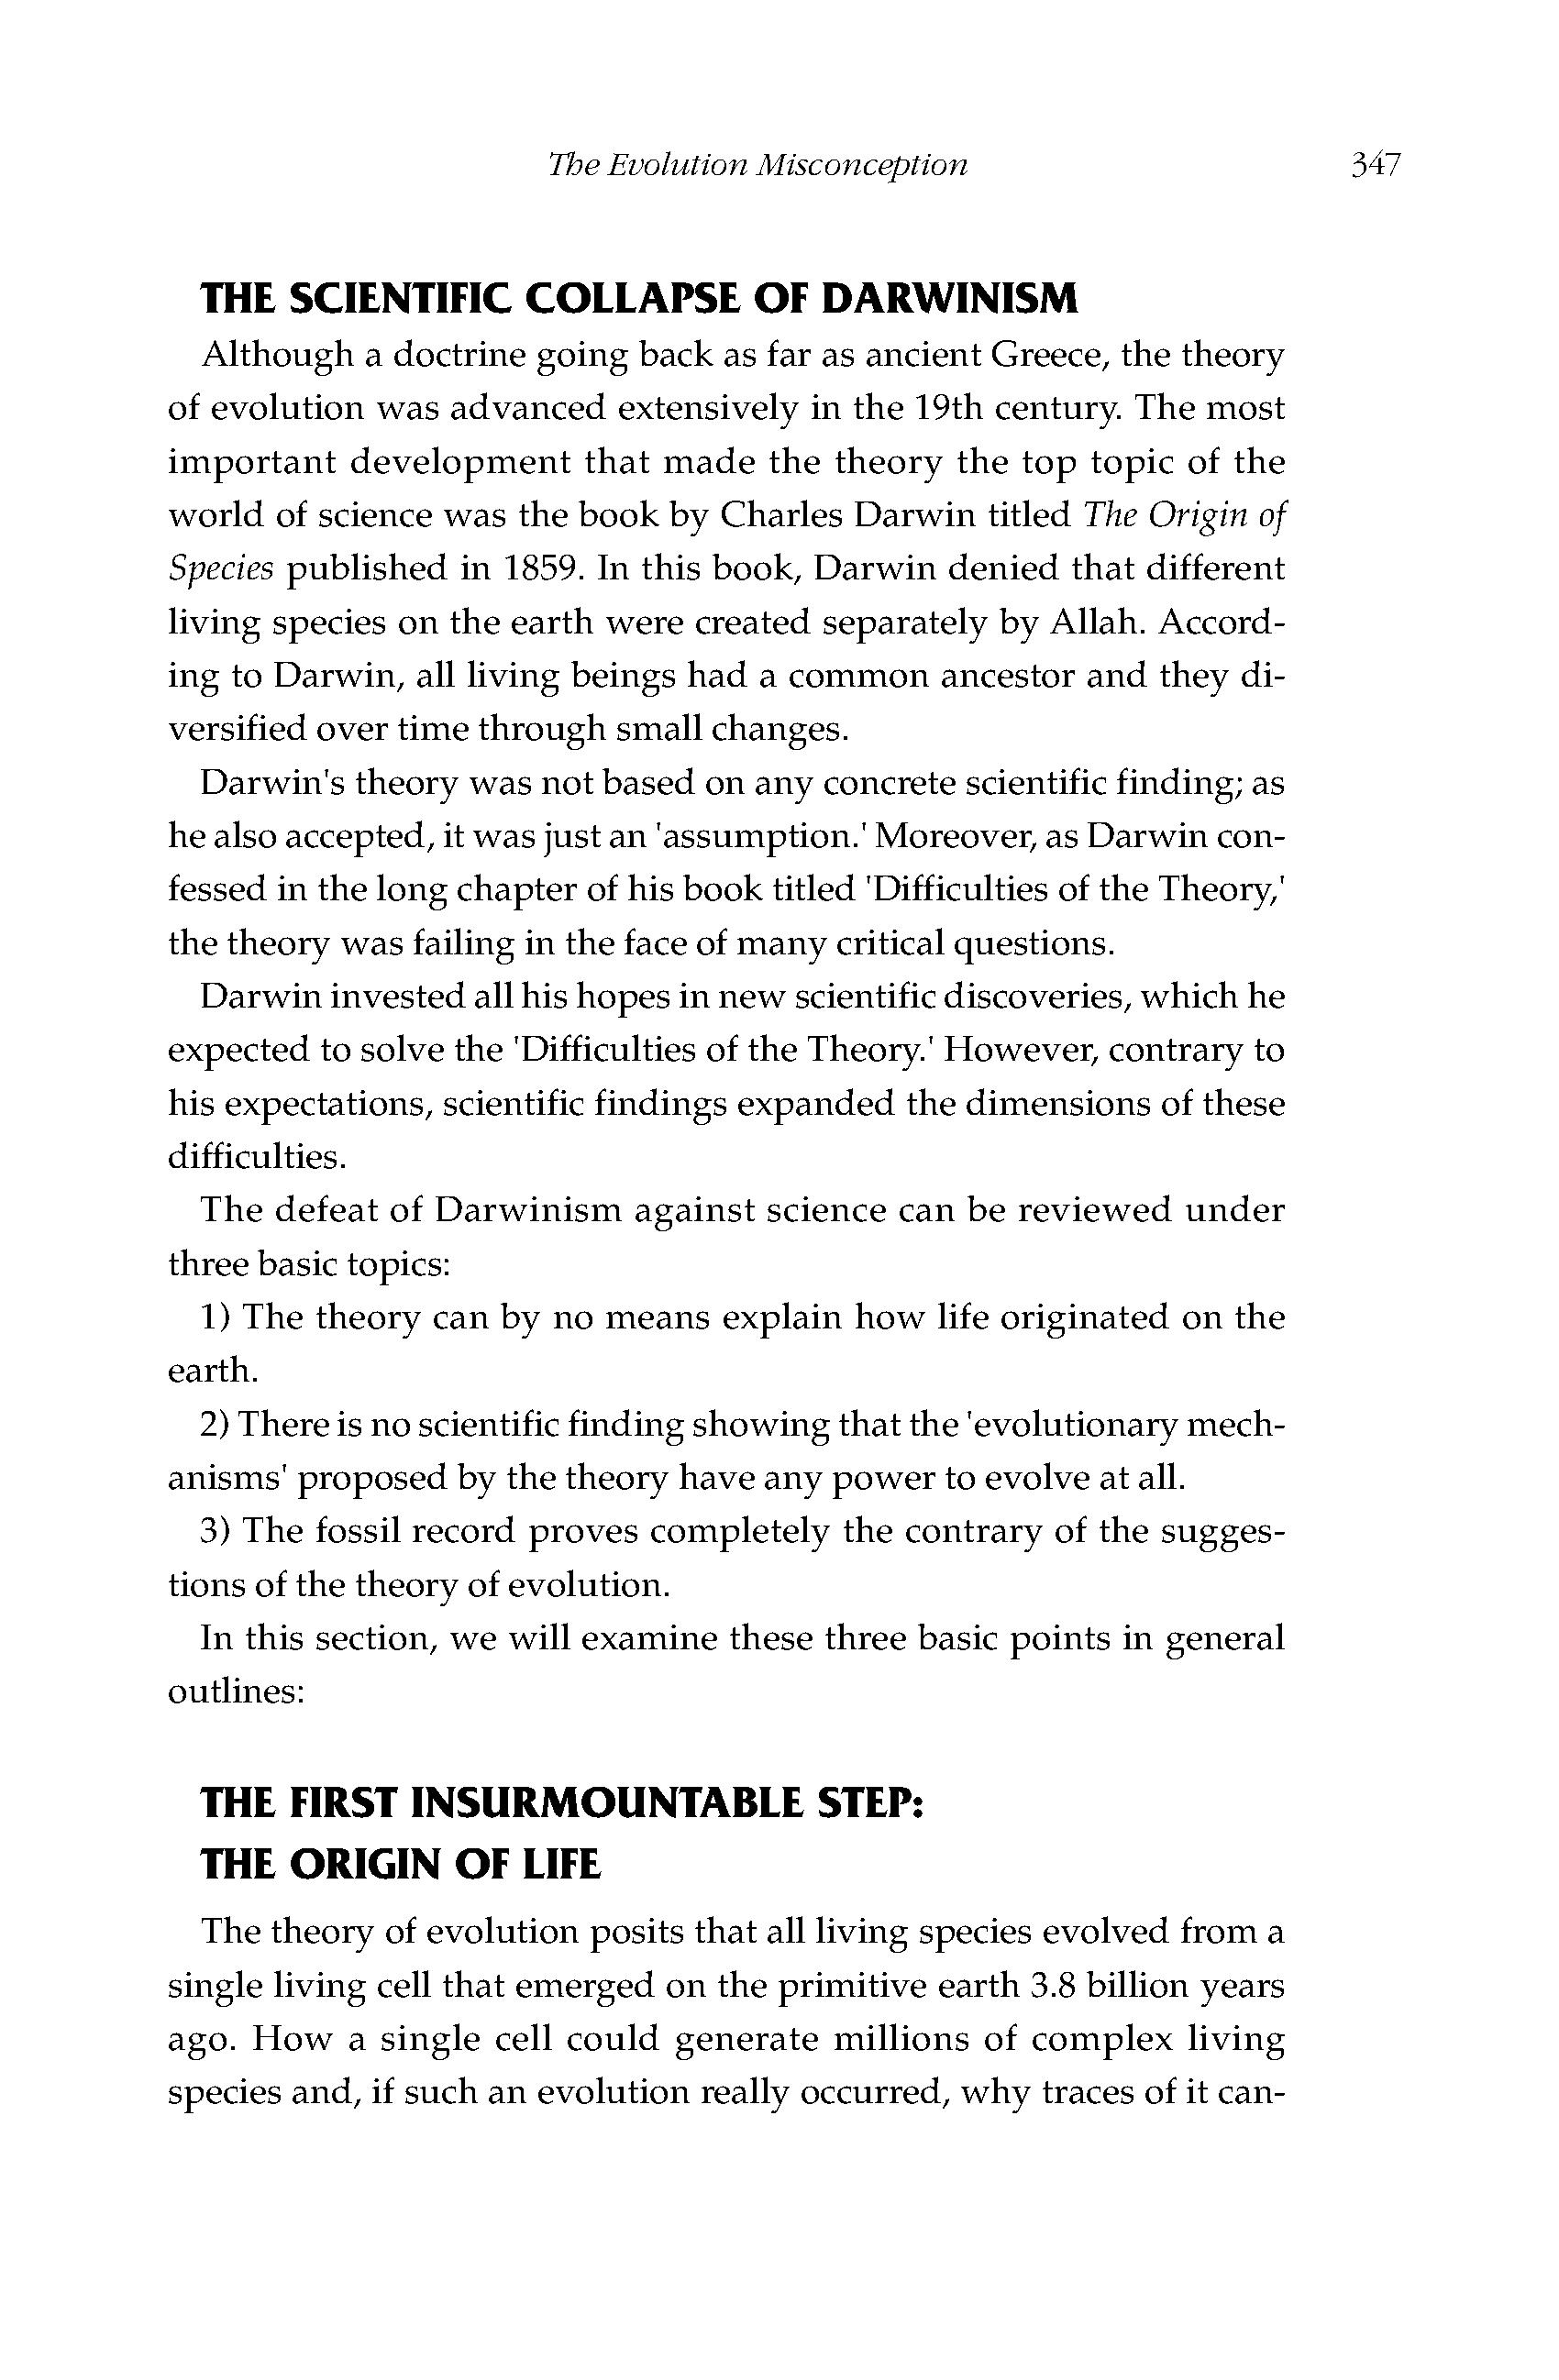 The Evolution Misconception 347
THE SCIENTIFIC COLLAPSE OF DARWINISM
Although a doctrine going back as far as ancient Greece, the theory
of evolution was advanced extensively in the 19th century. The most
important development that made the theory the top topic of the
world of science was the book by Charles Darwin titled The Origin of
Species published in 1859. In this book, Darwin denied that different
living species on the earth were created separately by Allah. Accord-
ing to Darwin, all living beings had a common ancestor and they di-
versified over time through small changes.
Darwin's theory was not based on any concrete scientific finding; as
he also accepted, it was just an 'assumption.' Moreover, as Darwin con-
fessed in the long chapter of his book titled 'Difficulties of the Theory,'
the theory was failing in the face of many critical questions.
Darwin invested all his hopes in new scientific discoveries, which he
expected to solve the 'Difficulties of the Theory.' However, contrary to
his expectations, scientific findings expanded the dimensions of these
difficulties.
The defeat of Darwinism against science can be reviewed under
three basic topics:
1) The theory can by no means explain how life originated on the
earth.
2) There is no scientific finding showing that the 'evolutionary mech-
anisms' proposed by the theory have any power to evolve at all.
3) The fossil record proves completely the contrary of the sugges-
tions of the theory of evolution.
In this section, we will examine these three basic points in general
outlines:
THE FIRST INSURMOUNTABLE STEP:
THE ORIGIN OF LIFE
The theory of evolution posits that all living species evolved from a
single living cell that emerged on the primitive earth 3.8 billion years
ago. How a single cell could generate millions of complex living
species and, if such an evolution really occurred, why traces of it can-